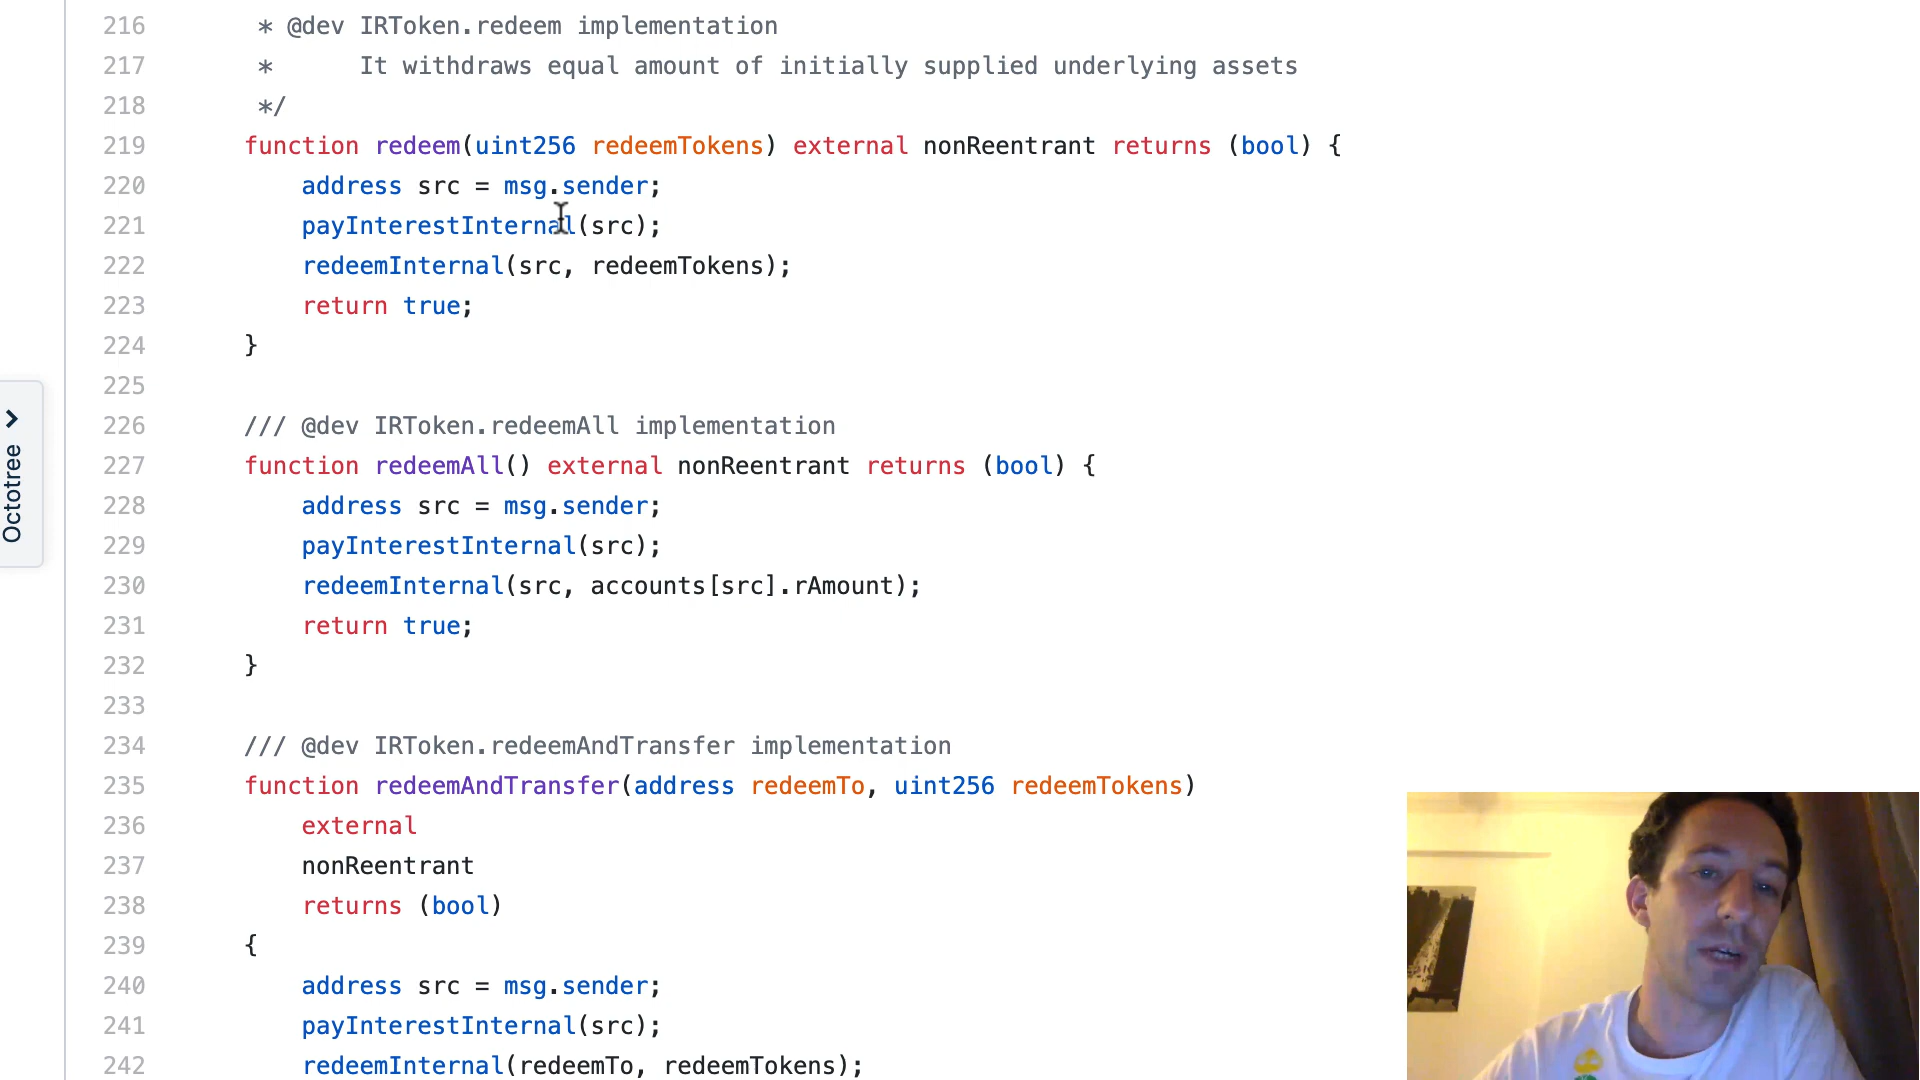 216 * @dev IRToken.redeem implementation
217 *      It withdraws equal amount of initially supplied underlying assets
218 */
219 function redeem(uint256 redeemTokens) external nonReentrant returns (bool) {
220     address src = msg.sender;
221     payInterestInternal(src);
222     redeemInternal(src, redeemTokens);
223     return true;
224 }
225
226 /// @dev IRToken.redeemAll implementation
227 function redeemAll() external nonReentrant returns (bool) {
228     address src = msg.sender;
229     payInterestInternal(src);
230     redeemInternal(src, accounts[src].rAmount);
231     return true;
232 }
233
234 /// @dev IRToken.redeemAndTransfer implementation
235 function redeemAndTransfer(address redeemTo, uint256 redeemTokens)
236     external
237     nonReentrant
238     returns (bool)
239 {
240     address src = msg.sender;
241     payInterestInternal(src);
242     redeemInternal(redeemTo, redeemTokens);
Octotree